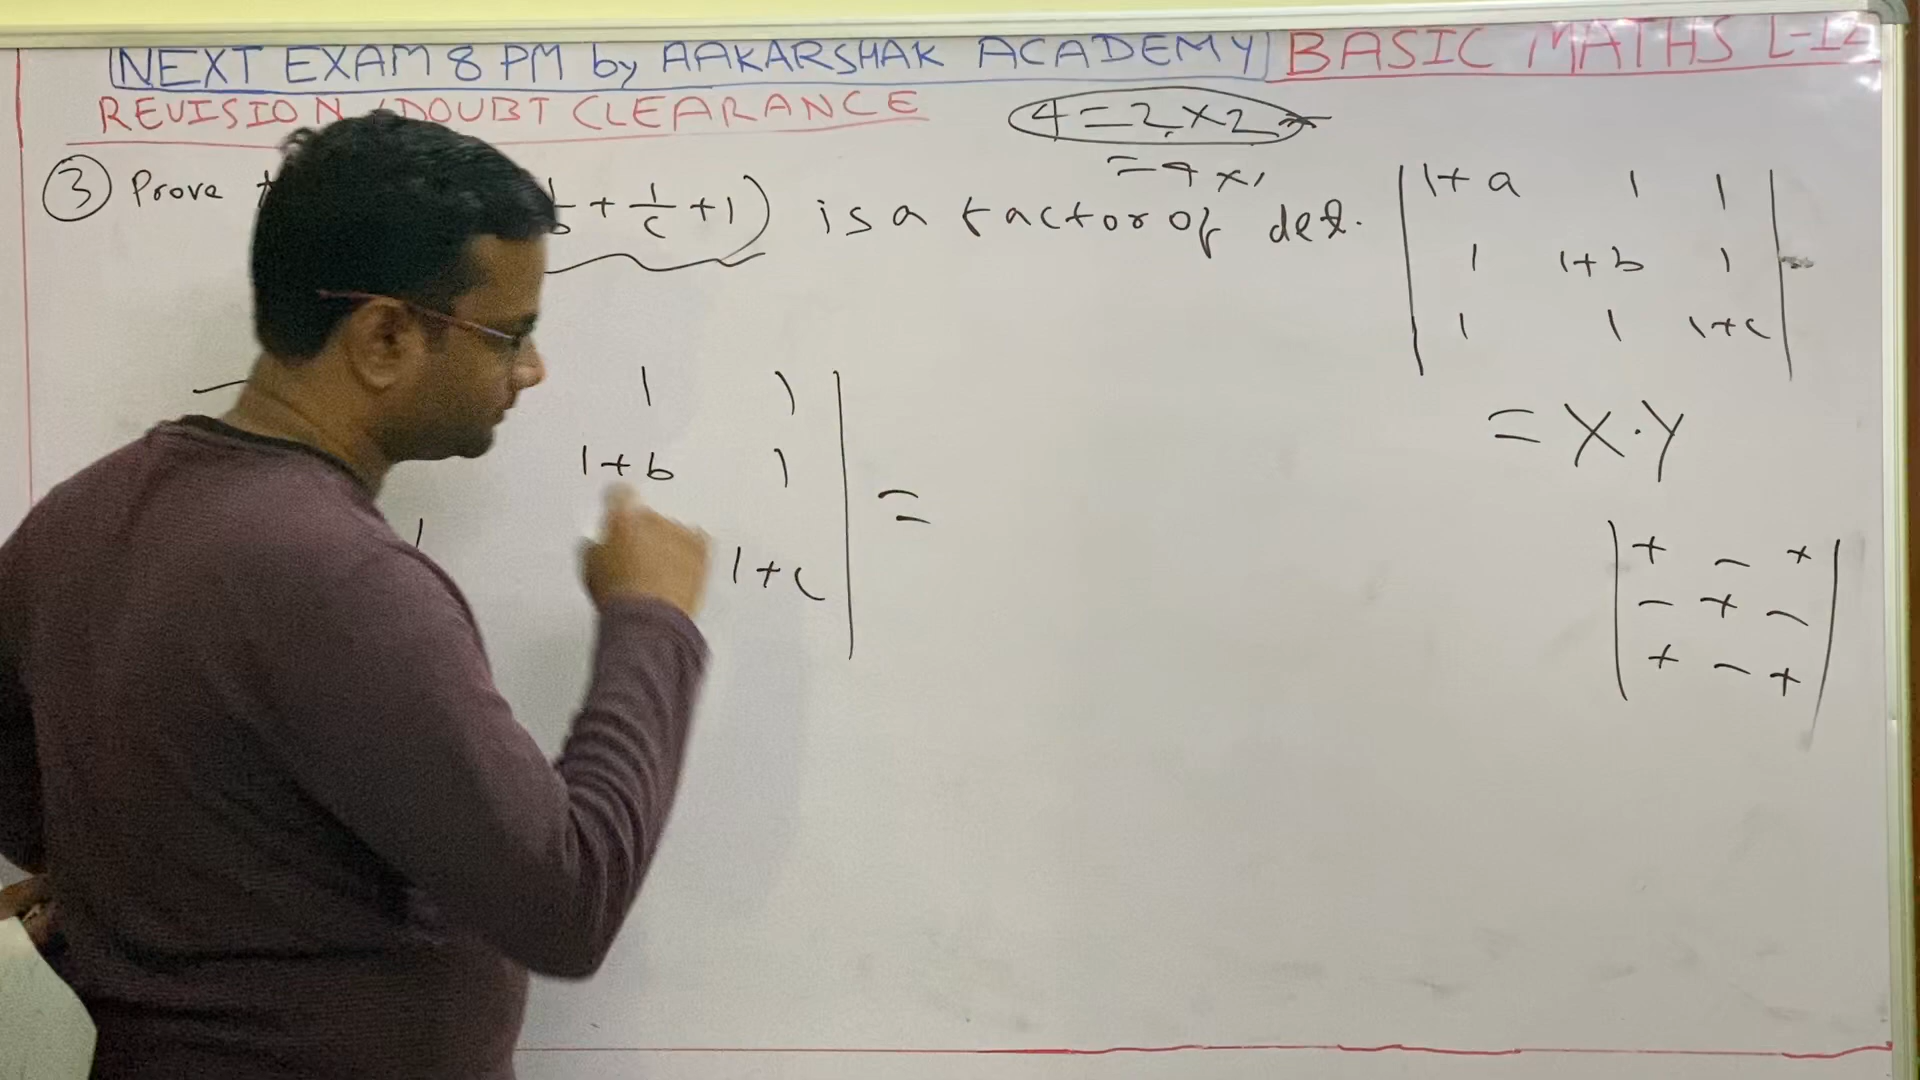 NEXT EXAM 8 PM by AAKARSHAK ACADEMY BASIC MATHS L-12
REVISION / DOUBT CLEARANCE
4 = 2 × 2
= 4 × 1
③ Prove + 1/c + 1) is a factor of det.
1+a 1 1
1 1+b 1
1 1 1+c
= X·Y
1 1
1+b 1
1 1+c
=
+ − +
− + −
+ − +